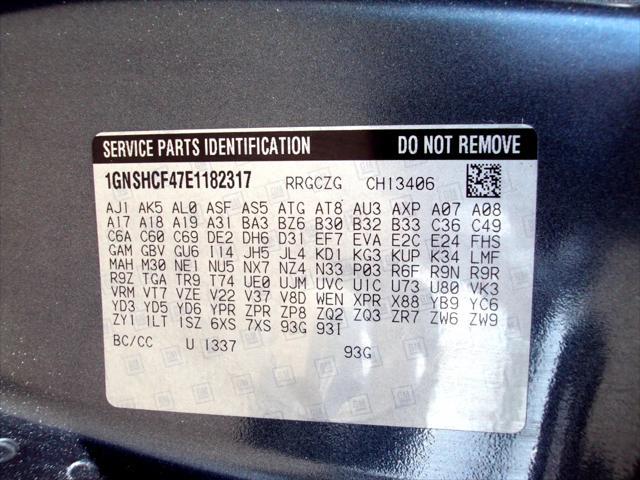 SERVICE PARTS IDENTIFICATION DO NOT REMOVE
1GNSHCF47E1182317 RRGCZG CHI3406
AJ1 AK5 AL0 ASF AS5 ATG AT8 AU3 AXP A07 A08
A17 A18 A19 A31 BA3 BZ6 B30 B32 B33 C36 C49
C6A C60 C69 DE2 DH6 D31 EF7 EVA E2C E24 FHS
GAM GBV GU6 I14 JH5 JL4 KD1 KG3 KUP K34 LMF
MAH M30 NE1 NU5 NX7 NZ4 N33 P03 R6F R9N R9R
R9Z TGA TR9 T74 UE0 UJM UVC U1C U73 U80 VK3
VRM VT7 VZE V22 V37 V8D WEN XPR X88 YB9 YC6
YD3 YD5 YD6 YPR ZPR ZP8 ZQ2 ZQ3 ZR7 ZW6 ZW9
ZY1 1LT 1SZ 6XS 7XS 93G 93I
BC/CC U 1337 93G